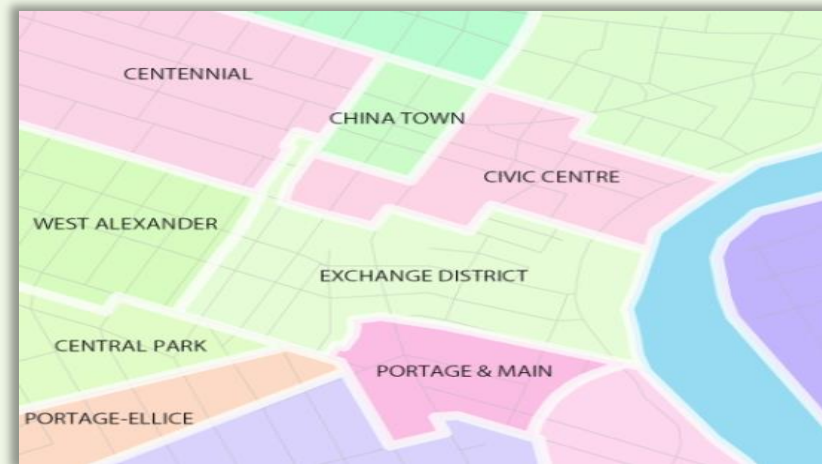 CENTENNIAL
CHINA TOWN
CIVIC CENTRE
WEST ALEXANDER
EXCHANGE DISTRICT
CENTRAL PARK
PORTAGE & MAIN
PORTAGE-ELLICE